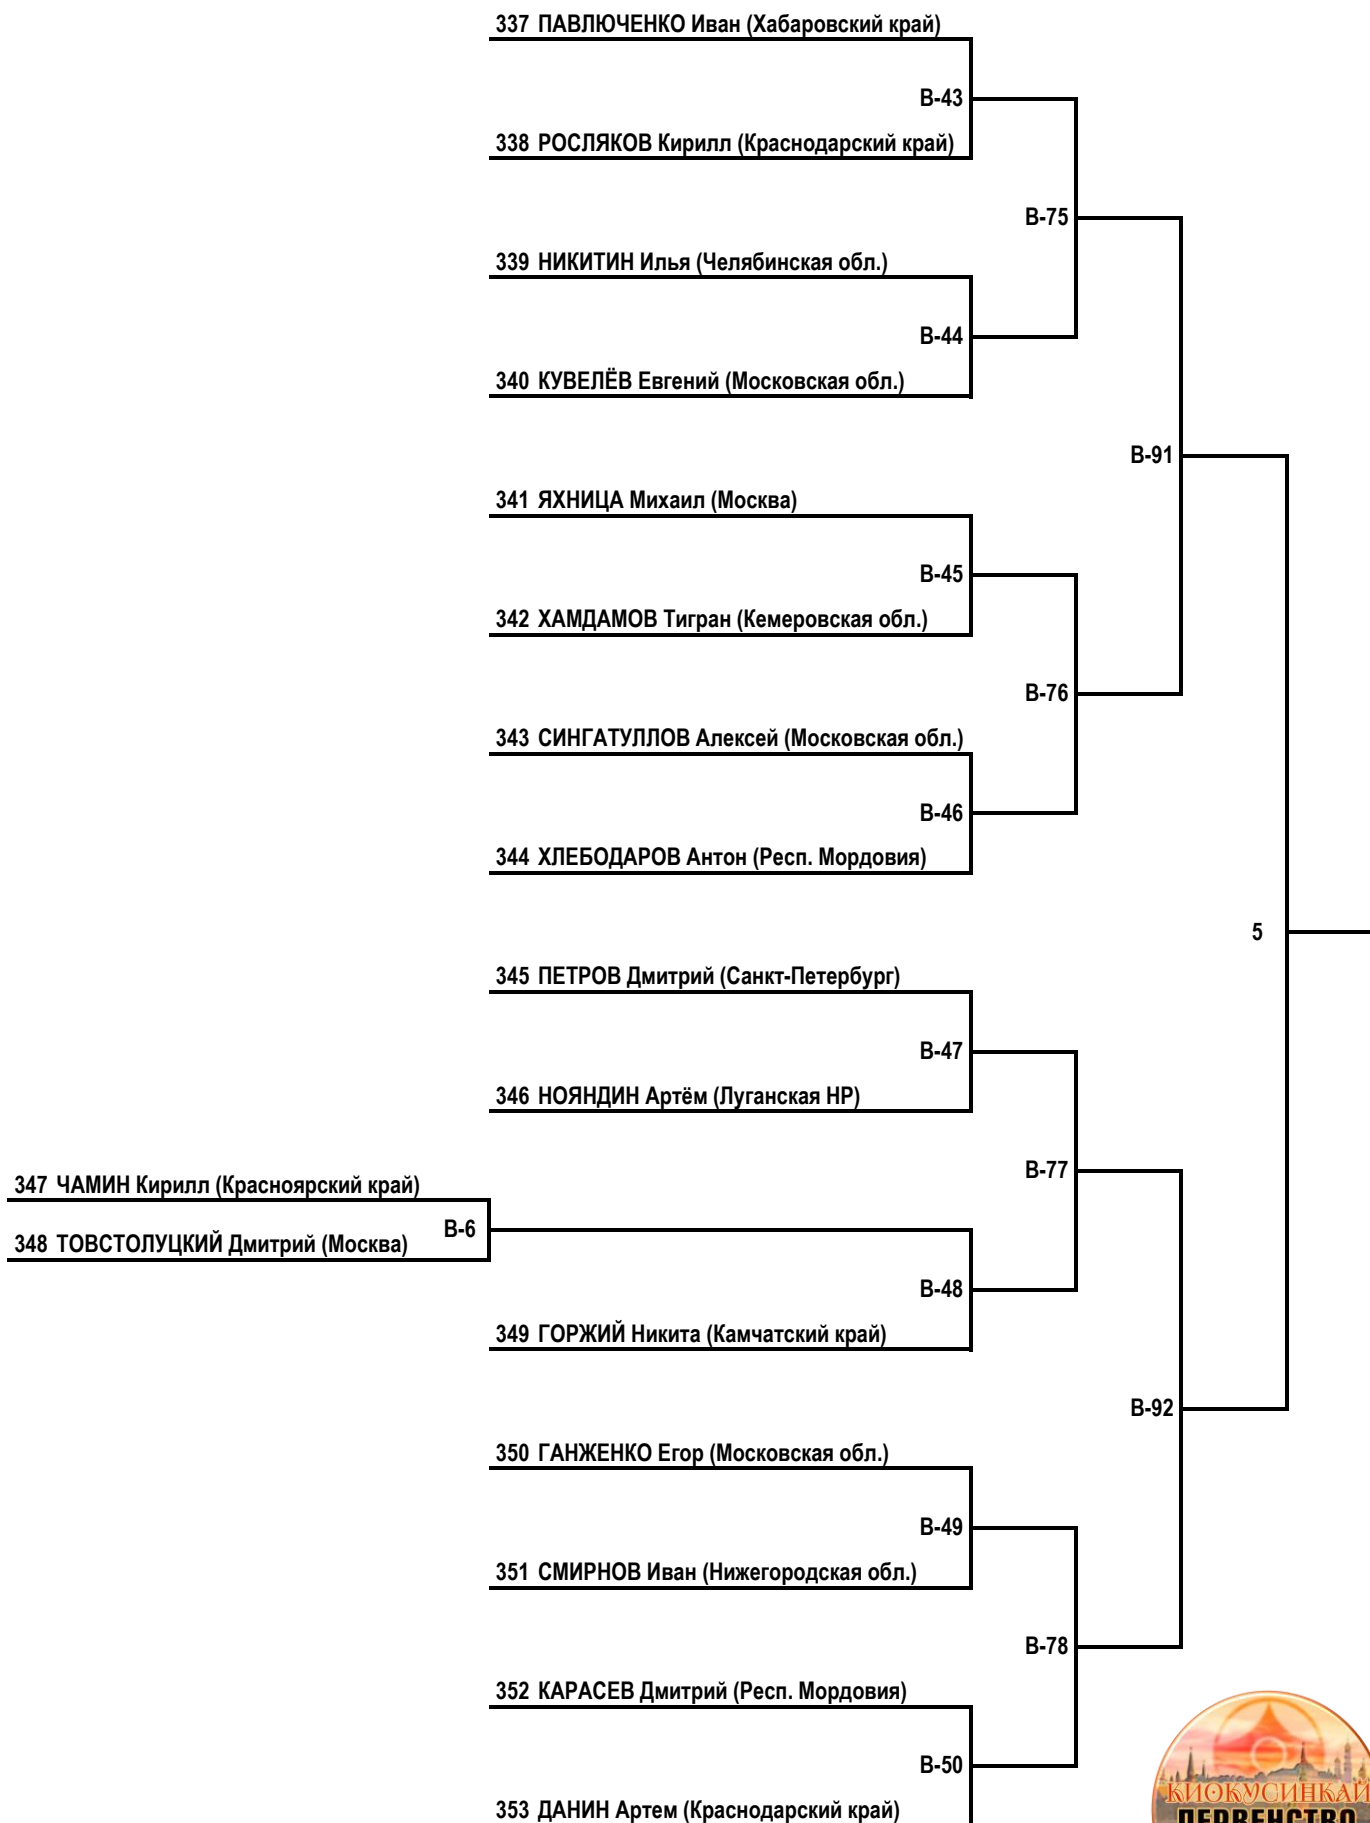 337 ПАВЛЮЧЕНКО Иван (Хабаровский край)
В-43
338 РОСЛЯКОВ Кирилл (Краснодарский край)
В-75
339 НИКИТИН Илья (Челябинская обл.)
В-44
340 КУВЕЛЁВ Евгений (Московская обл.)
В-91
341 ЯХНИЦА Михаил (Москва)
В-45
342 ХАМДАМОВ Тигран (Кемеровская обл.)
В-76
343 СИНГАТУЛЛОВ Алексей (Московская обл.)
В-46
344 ХЛЕБОДАРОВ Антон (Респ. Мордовия)
5
345 ПЕТРОВ Дмитрий (Санкт-Петербург)
В-47
346 НОЯНДИН Артём (Луганская НР)
В-77
347 ЧАМИН Кирилл (Красноярский край)
В-6
348 ТОВСТОЛУЦКИЙ Дмитрий (Москва)
В-48
349 ГОРЖИЙ Никита (Камчатский край)
В-92
350 ГАНЖЕНКО Егор (Московская обл.)
В-49
351 СМИРНОВ Иван (Нижегородская обл.)
В-78
352 КАРАСЕВ Дмитрий (Респ. Мордовия)
В-50
353 ДАНИН Артем (Краснодарский край)
КИОКУСИНКАЙ
ПЕРВЕНСТВО